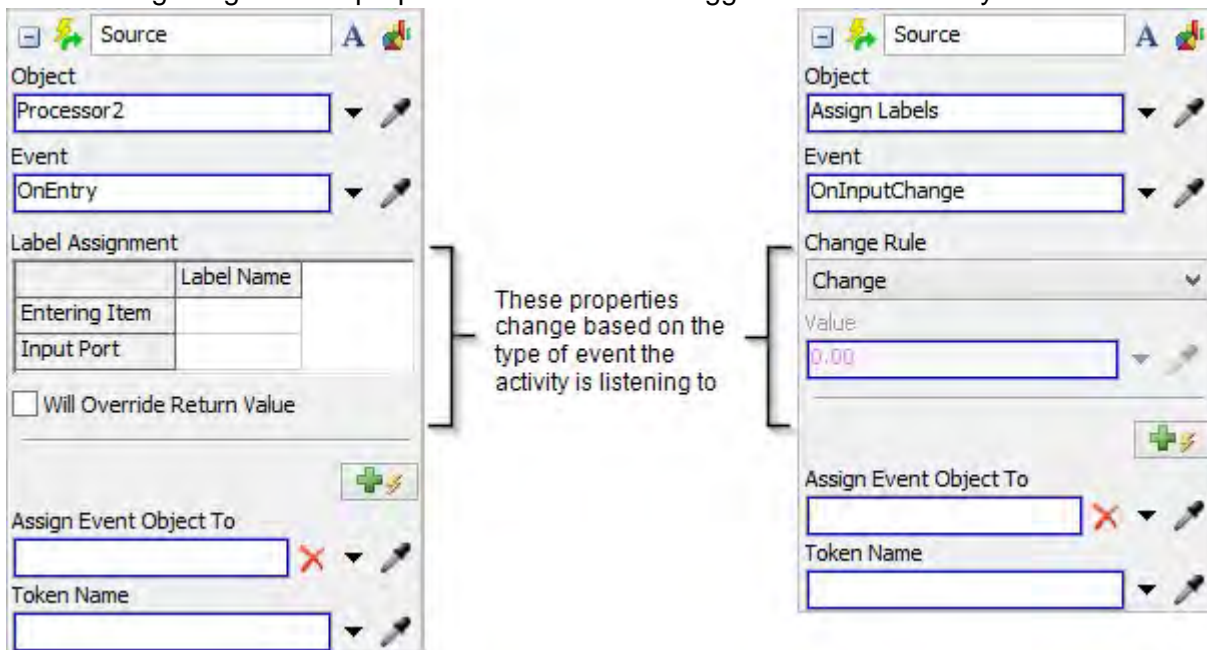 Source
Object
Processor2
Event
OnEntry
Label Assignment
Label Name
Entering Item
Input Port
Will Override Return Value
Assign Event Object To
Token Name
These properties
change based on the
type of event the
activity is listening to
Source
Object
Assign Labels
Event
OnInputChange
Change Rule
Change
Value
0.00
Assign Event Object To
Token Name